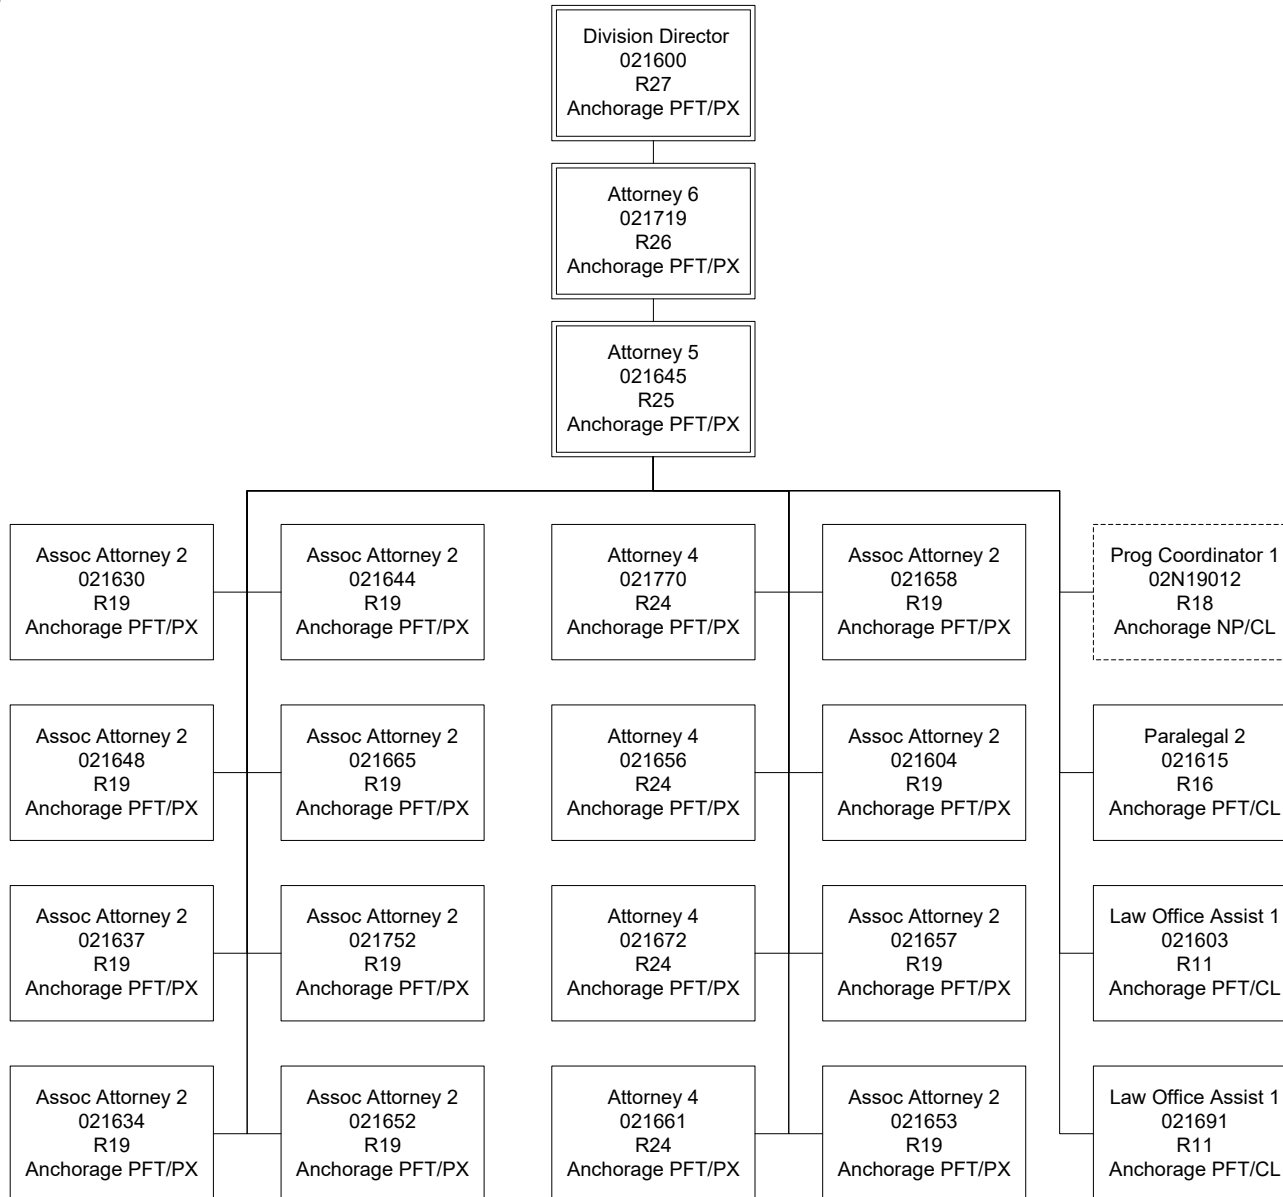 Division Director
021600
R27
Anchorage PFT/PX
Attorney 6
021719
R26
Anchorage PFT/PX
Attorney 5
021645
R25
Anchorage PFT/PX
Assoc Attorney 2
021630
R19
Anchorage PFT/PX
Assoc Attorney 2
021644
R19
Anchorage PFT/PX
Attorney 4
021770
R24
Anchorage PFT/PX
Assoc Attorney 2
021658
R19
Anchorage PFT/PX
Prog Coordinator 1
02N19012
R18
Anchorage NP/CL
Assoc Attorney 2
021648
R19
Anchorage PFT/PX
Assoc Attorney 2
021665
R19
Anchorage PFT/PX
Attorney 4
021656
R24
Anchorage PFT/PX
Assoc Attorney 2
021604
R19
Anchorage PFT/PX
Paralegal 2
021615
R16
Anchorage PFT/CL
Assoc Attorney 2
021637
R19
Anchorage PFT/PX
Assoc Attorney 2
021752
R19
Anchorage PFT/PX
Attorney 4
021672
R24
Anchorage PFT/PX
Assoc Attorney 2
021657
R19
Anchorage PFT/PX
Law Office Assist 1
021603
R11
Anchorage PFT/CL
Assoc Attorney 2
021634
R19
Anchorage PFT/PX
Assoc Attorney 2
021652
R19
Anchorage PFT/PX
Attorney 4
021661
R24
Anchorage PFT/PX
Assoc Attorney 2
021653
R19
Anchorage PFT/PX
Law Office Assist 1
021691
R11
Anchorage PFT/CL